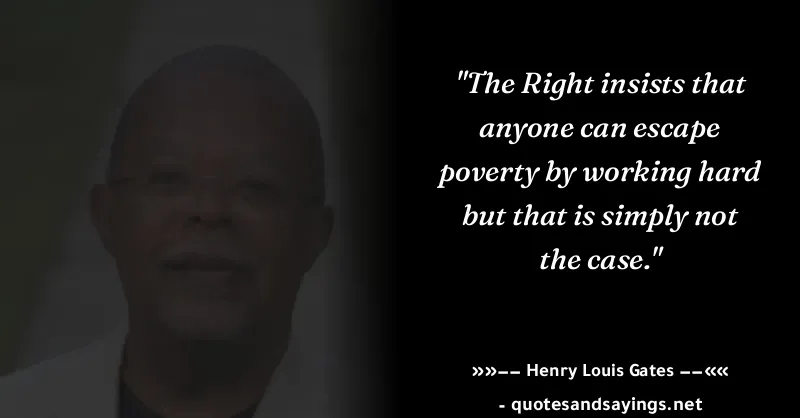 "The Right insists that
anyone can escape
poverty by working hard
but that is simply not
the case."
»»–– Henry Louis Gates ––««
- quotesandsayings.net